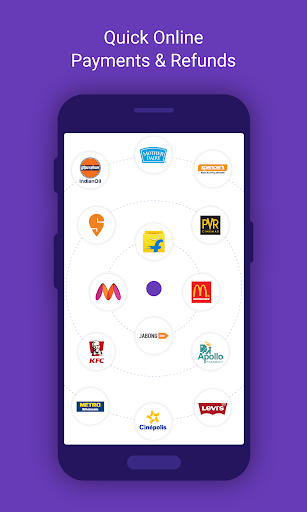 Quick Online
Payments & Refunds
MOTHER DAIRY
IndianOil
spencer's
PVR
CINEMAS
JABONG
KFC
Apollo
PHARMACY
METRO
Wholesale
Cinépolis
LEVI'S